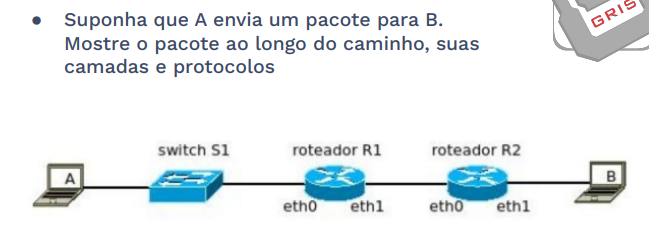 ● Suponha que A envia um pacote para B.
Mostre o pacote ao longo do caminho, suas
camadas e protocolos
GRIS
switch S1 roteador R1 roteador R2
A B
eth0 eth1 eth0 eth1